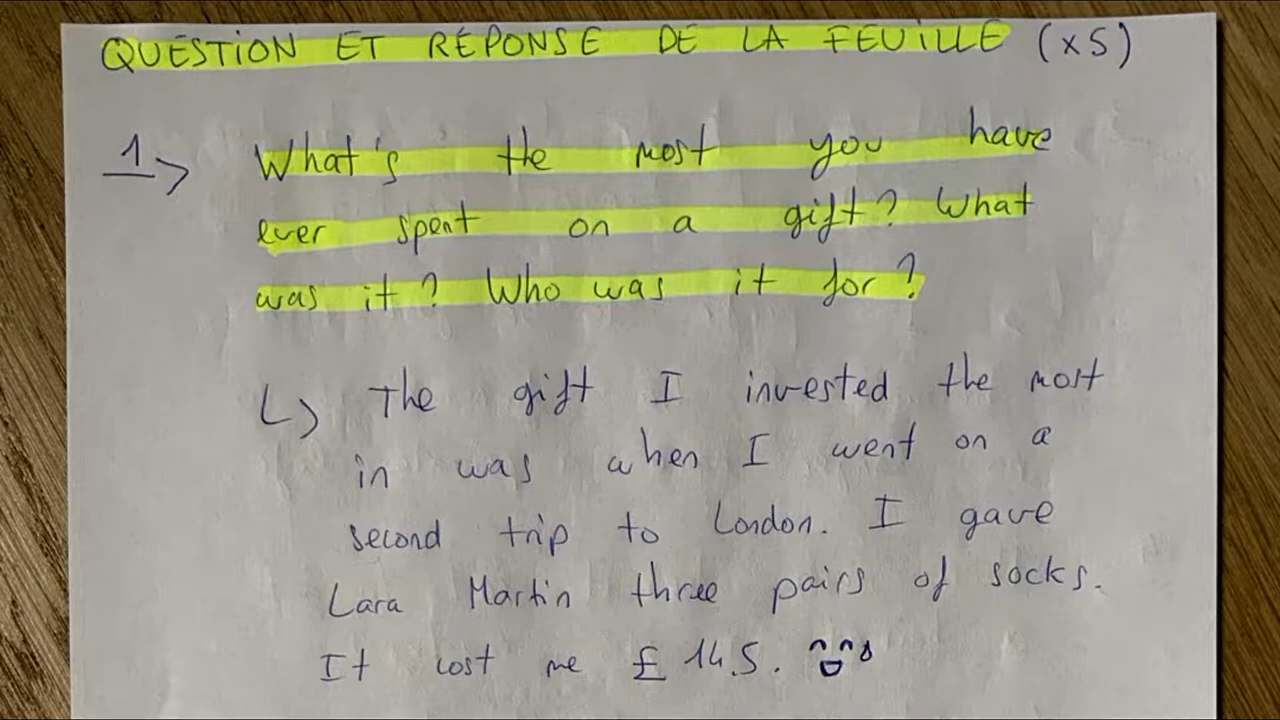 QUESTION ET RÉPONSE DE LA FEUILLE (x5)
1 What's the most you have
ever spent on a gift? What
was it? Who was it for?
The gift I invested the most
in was when I went on a
second trip to London. I gave
Lara Martin three pairs of socks.
It cost me £ 14.5.